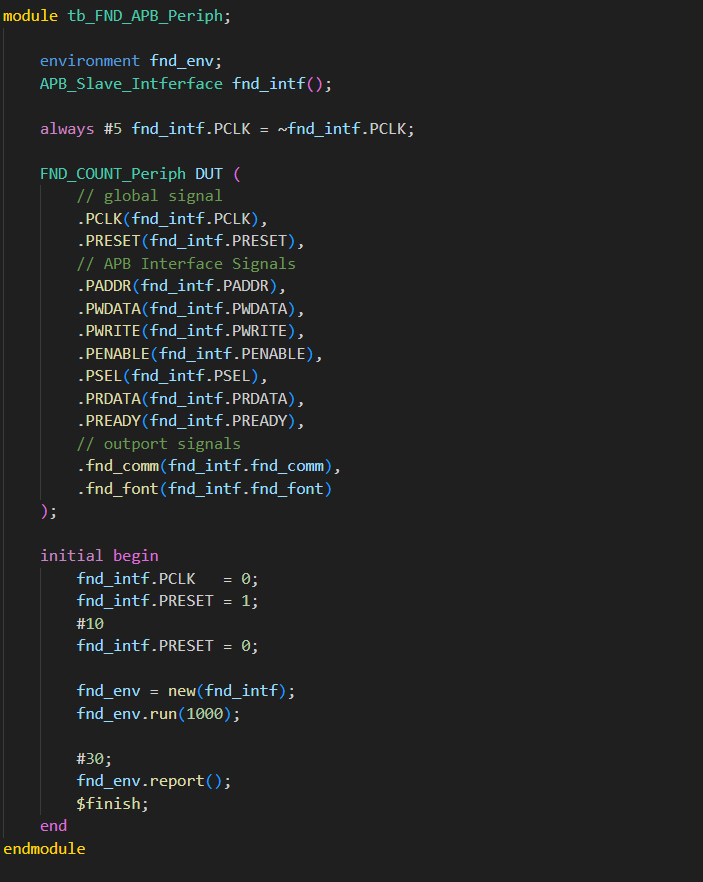 module tb_FND_APB_Periph;
environment fnd_env;
APB_Slave_Intferface fnd_intf();
always #5 fnd_intf.PCLK = ~fnd_intf.PCLK;
FND_COUNT_Periph DUT (
// global signal
.PCLK(fnd_intf.PCLK),
.PRESET(fnd_intf.PRESET),
// APB Interface Signals
.PADDR(fnd_intf.PADDR),
.PWDATA(fnd_intf.PWDATA),
.PWRITE(fnd_intf.PWRITE),
.PENABLE(fnd_intf.PENABLE),
.PSEL(fnd_intf.PSEL),
.PRDATA(fnd_intf.PRDATA),
.PREADY(fnd_intf.PREADY),
// outport signals
.fnd_comm(fnd_intf.fnd_comm),
.fnd_font(fnd_intf.fnd_font)
);
initial begin
fnd_intf.PCLK   = 0;
fnd_intf.PRESET = 1;
#10
fnd_intf.PRESET = 0;
fnd_env = new(fnd_intf);
fnd_env.run(1000);
#30;
fnd_env.report();
$finish;
end
endmodule